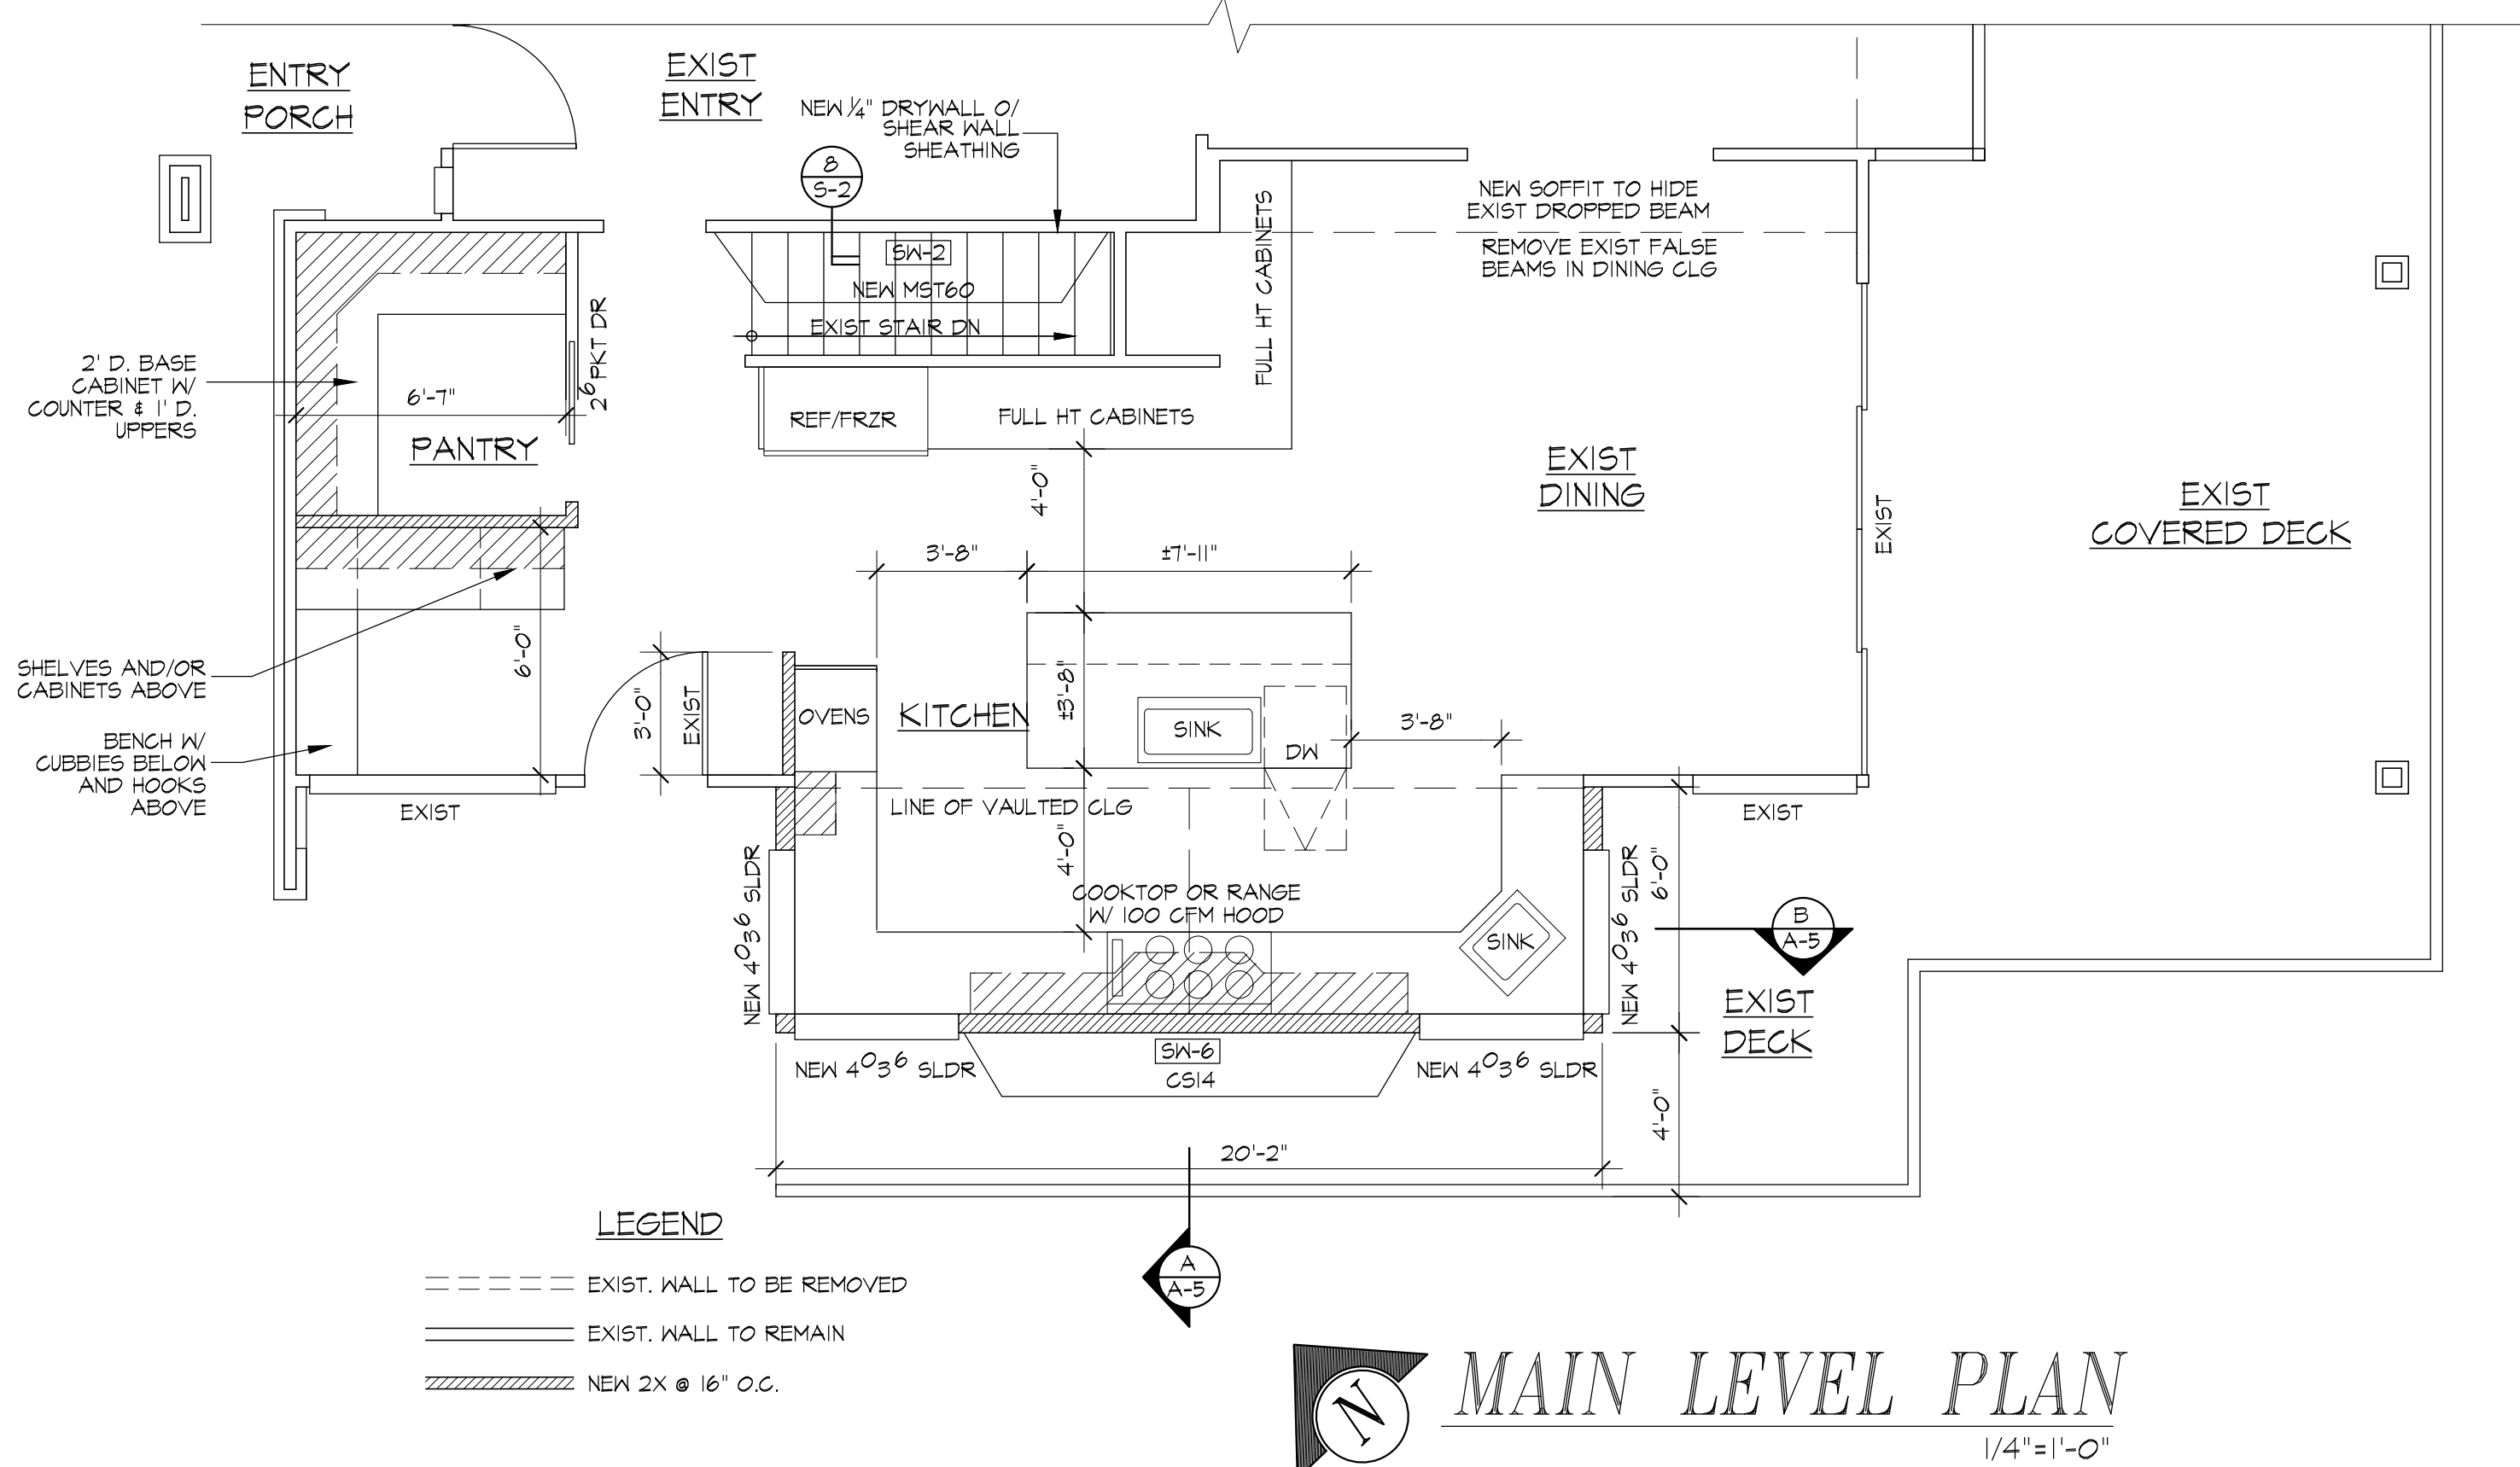 ENTRY
PORCH
EXIST
ENTRY
NEW 1/4" DRYWALL O/
SHEAR WALL
SHEATHING
8
S-2
SW-2
NEW MST60
EXIST STAIR DN
FULL HT CABINETS
NEW SOFFIT TO HIDE
EXIST DROPPED BEAM
REMOVE EXIST FALSE
BEAMS IN DINING CLG
2' D. BASE
CABINET W/
COUNTER & 1' D.
UPPERS
6'-7"
PANTRY
2⁶ PKT DR
REF/FRZR
FULL HT CABINETS
4'-0"
EXIST
DINING
EXIST
EXIST
COVERED DECK
3'-8"
±7'-11"
SHELVES AND/OR
CABINETS ABOVE
6'-0"
3'-0"
EXIST
OVENS
KITCHEN
±3'-8"
SINK
DW
3'-8"
BENCH W/
CUBBIES BELOW
AND HOOKS
ABOVE
EXIST
LINE OF VAULTED CLG
EXIST
4'-0"
NEW 4⁰3⁶ SLDR
COOKTOP OR RANGE
W/ 100 CFM HOOD
SINK
NEW 4⁰3⁶ SLDR
6'-0"
B
A-5
EXIST
DECK
SW-6
CS14
NEW 4⁰3⁶ SLDR
NEW 4⁰3⁶ SLDR
4'-0"
20'-2"
A
A-5
LEGEND
EXIST. WALL TO BE REMOVED
EXIST. WALL TO REMAIN
NEW 2X @ 16" O.C.
N
MAIN LEVEL PLAN
1/4"=1'-0"